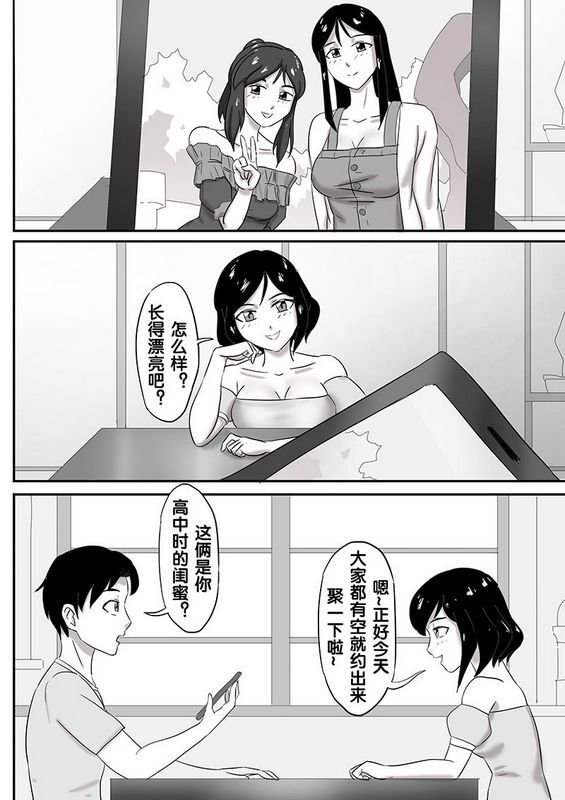 怎么样？
长得漂亮吧？
这俩是你
高中时的闺蜜？
嗯~正好今天
大家都有空就约出来
聚一下啦~